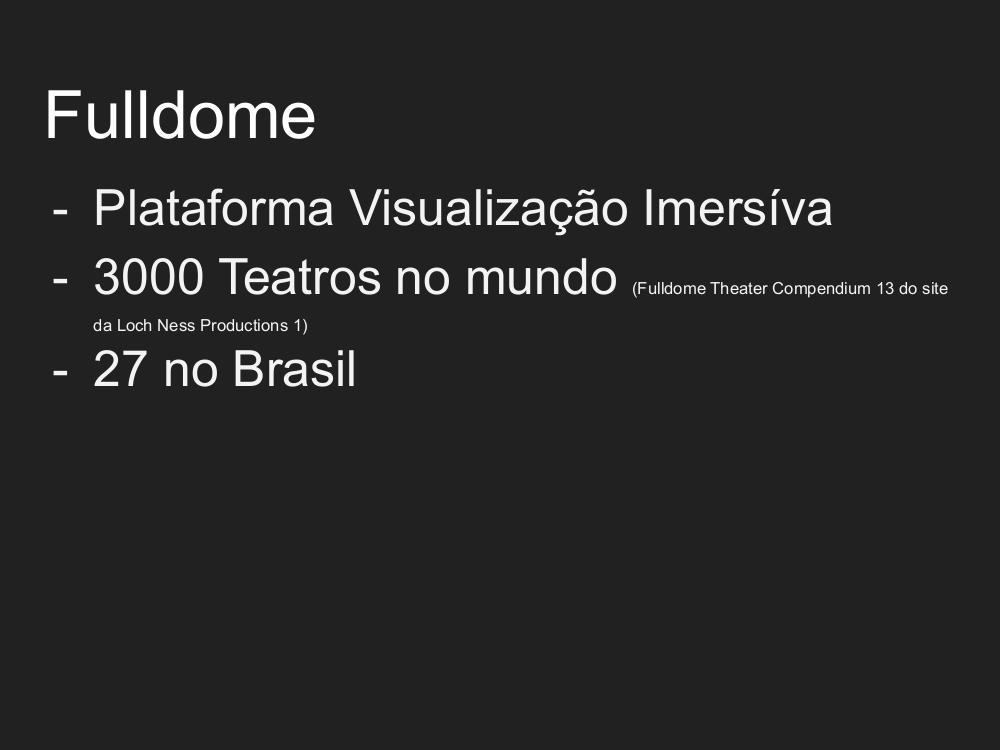 Fulldome
- Plataforma Visualização Imersíva
- 3000 Teatros no mundo (Fulldome Theater Compendium 13 do site
da Loch Ness Productions 1)
- 27 no Brasil